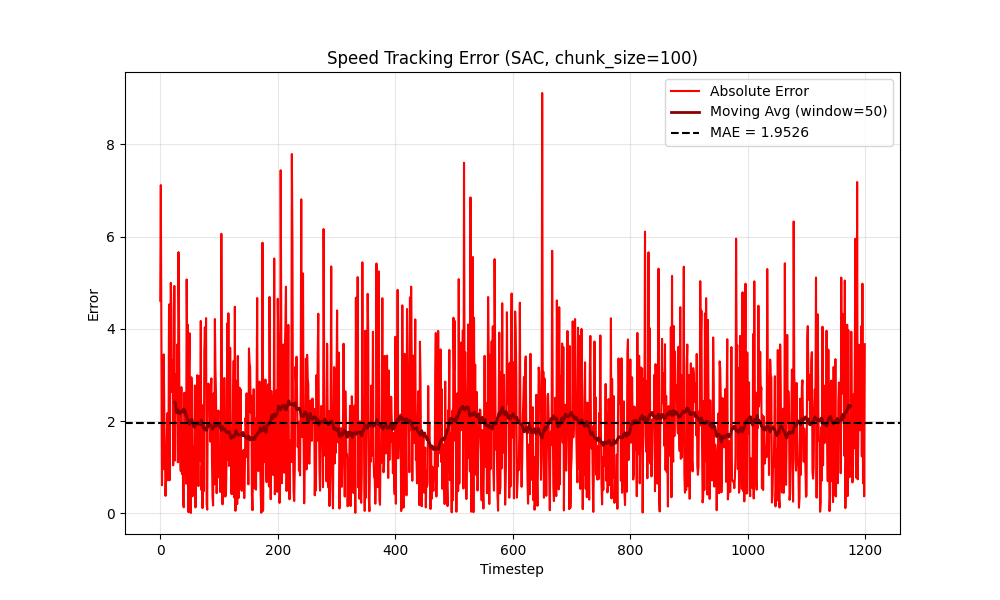 Speed Tracking Error (SAC, chunk_size=100)
Absolute Error
Moving Avg (window=50)
MAE = 1.9526
Error
8
6
4
2
0
0 200 400 600 800 1000 1200
Timestep